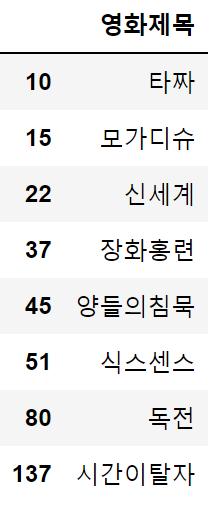 영화제목
10 타짜
15 모가디슈
22 신세계
37 장화홍련
45 양들의침묵
51 식스센스
80 독전
137 시간이탈자